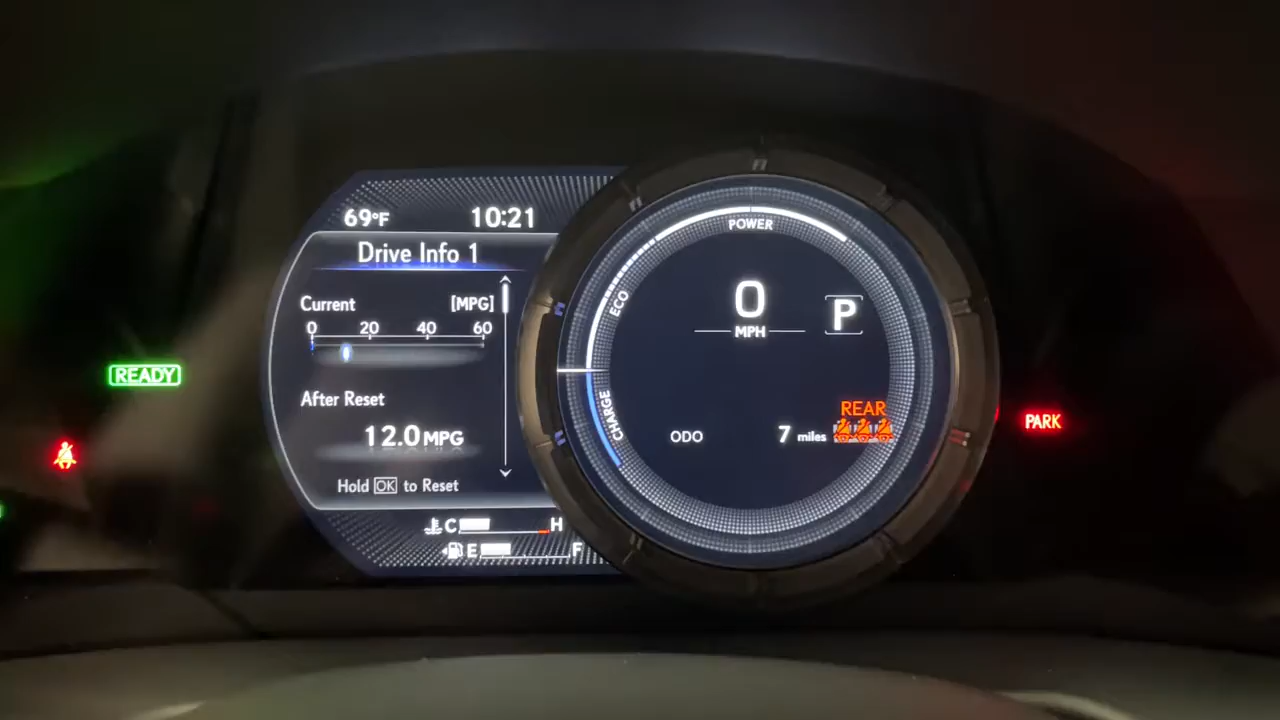 69°F 10:21
Drive Info 1
Current [MPG]
0 20 40 60
After Reset
12.0 MPG
Hold OK to Reset
C H
E F
READY
POWER
ECO
CHARGE
0
MPH
P
ODO 7 miles
REAR
PARK